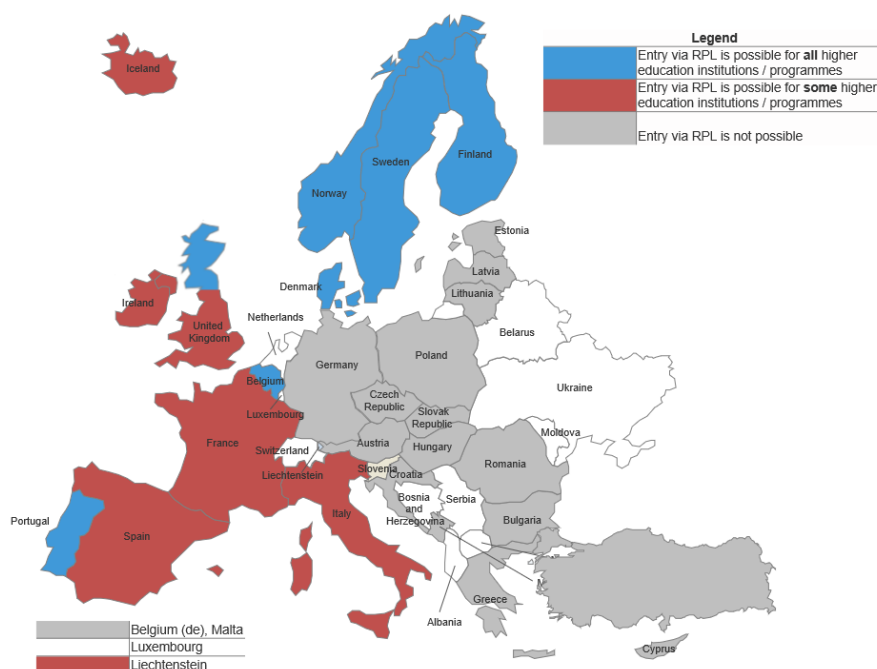 Legend
Entry via RPL is possible for all higher
education institutions / programmes
Entry via RPL is possible for some higher
education institutions / programmes
Entry via RPL is not possible
Iceland
Finland
Sweden
Norway
Estonia
Latvia
Denmark
Lithuania
Ireland
Netherlands
United
Kingdom
Belarus
Poland
Germany
Belgium
Ukraine
Czech
Republic
Luxembourg
Slovak
Republic
Moldova
France
Switzerland
Austria
Hungary
Romania
Liechtenstein
Slovenia
Croatia
Bosnia
and
Herzegovina
Serbia
Italy
Portugal
Spain
Bulgaria
Greece
Albania
Cyprus
Belgium (de), Malta
Luxembourg
Liechtenstein